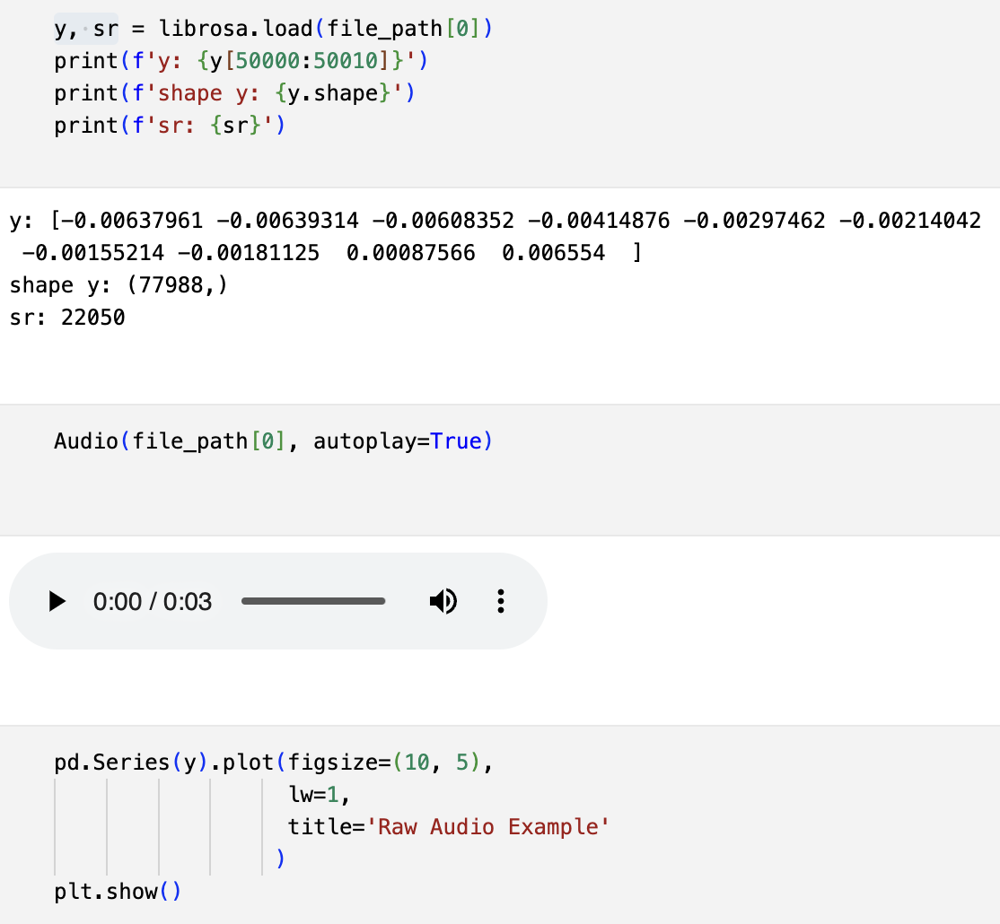 y, sr = librosa.load(file_path[0])
print(f'y: {y[50000:50010]}')
print(f'shape y: {y.shape}')
print(f'sr: {sr}')
y: [-0.00637961 -0.00639314 -0.00608352 -0.00414876 -0.00297462 -0.00214042
 -0.00155214 -0.00181125  0.00087566  0.006554  ]
shape y: (77988,)
sr: 22050
Audio(file_path[0], autoplay=True)
0:00 / 0:03
pd.Series(y).plot(figsize=(10, 5),
                  lw=1,
                  title='Raw Audio Example'
                 )
plt.show()